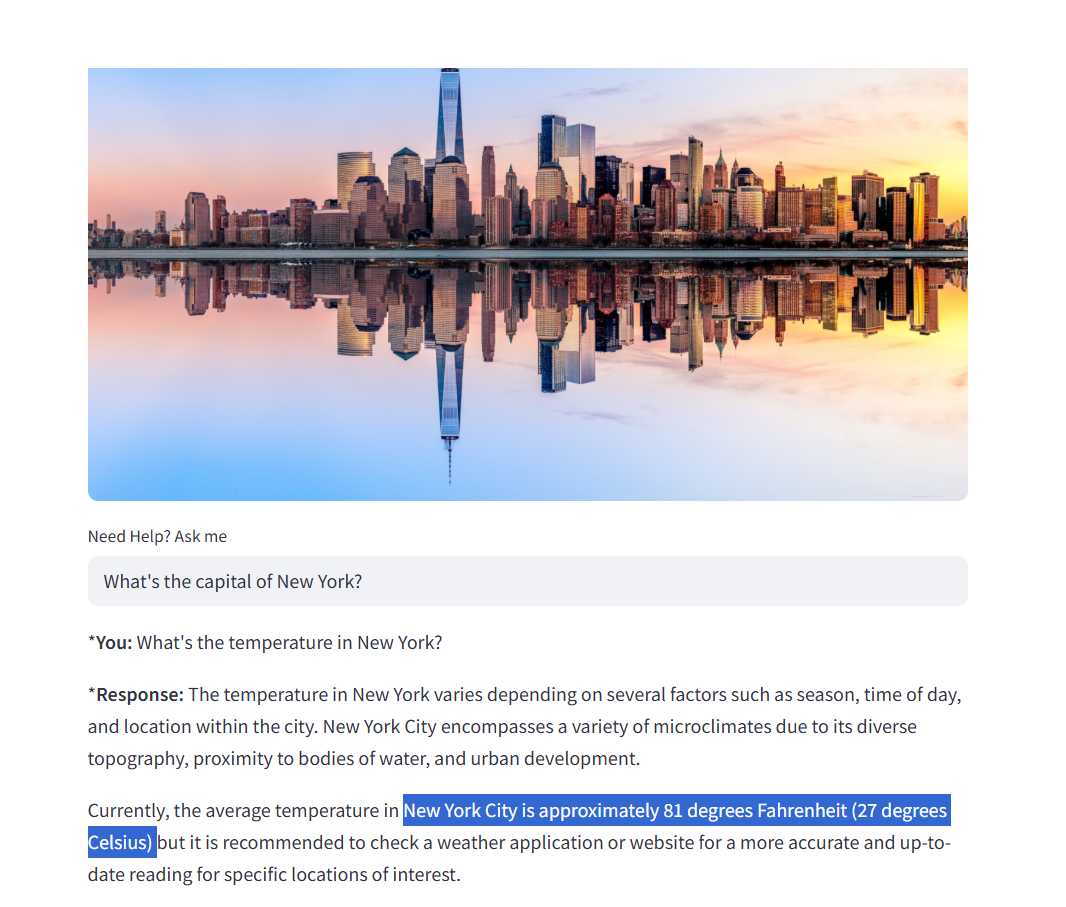 Need Help? Ask me
What's the capital of New York?
*You: What's the temperature in New York?
*Response: The temperature in New York varies depending on several factors such as season, time of day,
and location within the city. New York City encompasses a variety of microclimates due to its diverse
topography, proximity to bodies of water, and urban development.
Currently, the average temperature in New York City is approximately 81 degrees Fahrenheit (27 degrees
Celsius) but it is recommended to check a weather application or website for a more accurate and up-to-
date reading for specific locations of interest.